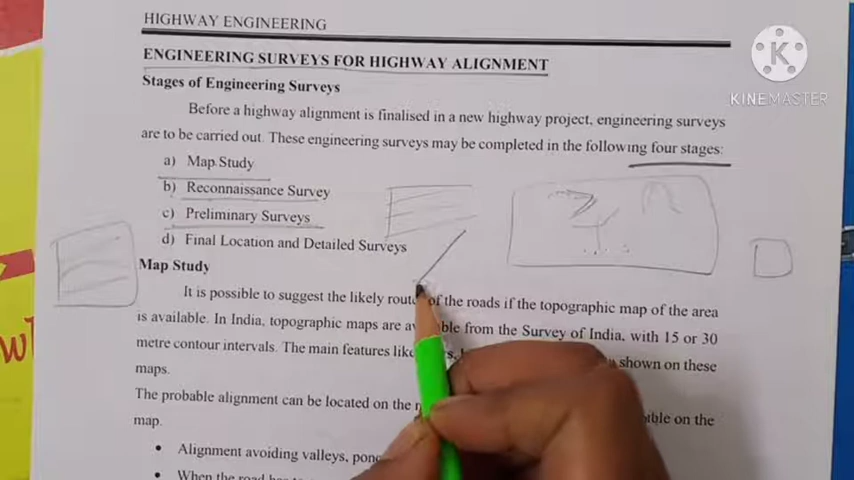 HIGHWAY ENGINEERING
ENGINEERING SURVEYS FOR HIGHWAY ALIGNMENT
Stages of Engineering Surveys
Before a highway alignment is finalised in a new highway project, engineering surveys
are to be carried out. These engineering surveys may be completed in the following four stages:
a) Map Study
b) Reconnaissance Survey
c) Preliminary Surveys
d) Final Location and Detailed Surveys
Map Study
It is possible to suggest the likely route of the roads if the topographic map of the area
is available. In India, topographic maps are from the Survey of India, with 15 or 30
metre contour intervals. The main features like shown on these
maps.
The probable alignment can be located on the on the
map.
• Alignment avoiding valleys,
• When the road
K
KINEMASTER